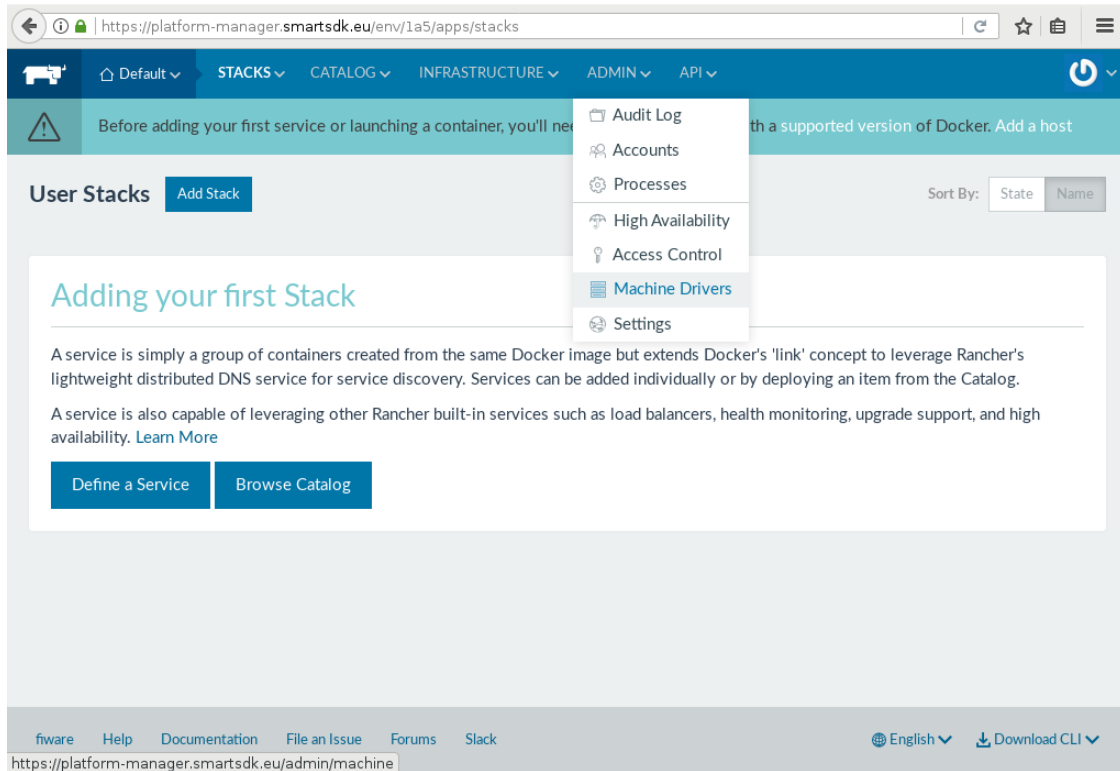 https://platform-manager.smartsdk.eu/env/1a5/apps/stacks
Default STACKS CATALOG INFRASTRUCTURE ADMIN API
Before adding your first service or launching a container, you'll th a supported version of Docker. Add a host
Audit Log
Accounts
Processes
High Availability
Access Control
Machine Drivers
Settings
User Stacks Add Stack Sort By: State Name
Adding your first Stack
A service is simply a group of containers created from the same Docker image but extends Docker's 'link' concept to leverage Rancher's
lightweight distributed DNS service for service discovery. Services can be added individually or by deploying an item from the Catalog.
A service is also capable of leveraging other Rancher built-in services such as load balancers, health monitoring, upgrade support, and high
availability. Learn More
Define a Service Browse Catalog
fiware Help Documentation File an Issue Forums Slack English Download CLI
https://platform-manager.smartsdk.eu/admin/machine